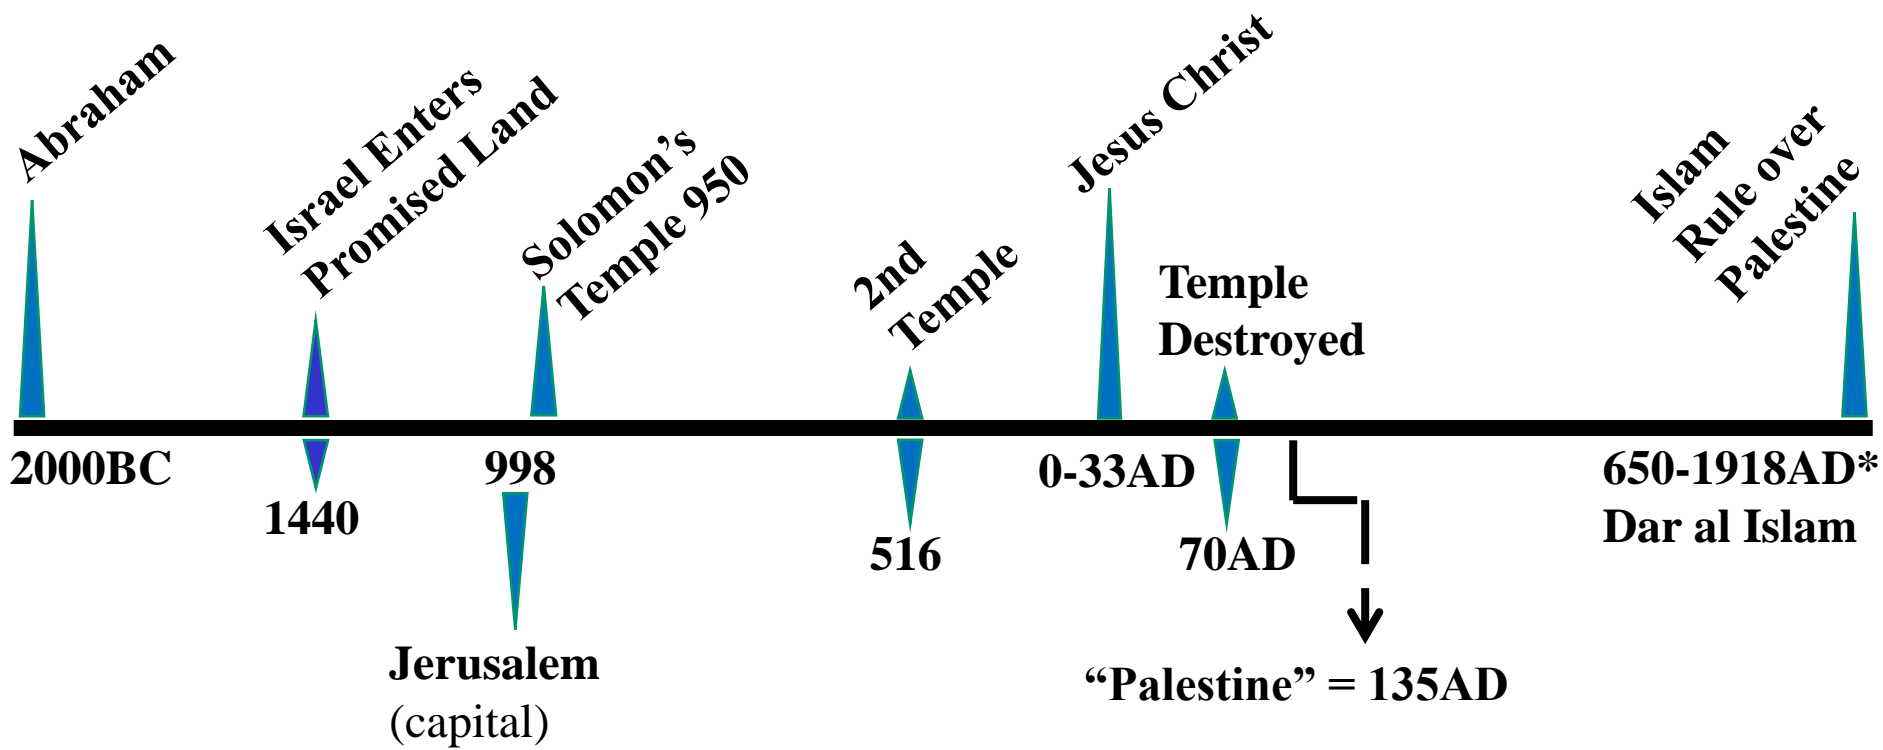 Abraham
Israel Enters
Promised Land
Solomon’s
Temple 950
2nd
Temple
Jesus Christ
Temple
Destroyed
Islam
Rule over
Palestine
2000BC
1440
998
Jerusalem
(capital)
516
0-33AD
70AD
“Palestine” = 135AD
650-1918AD*
Dar al Islam